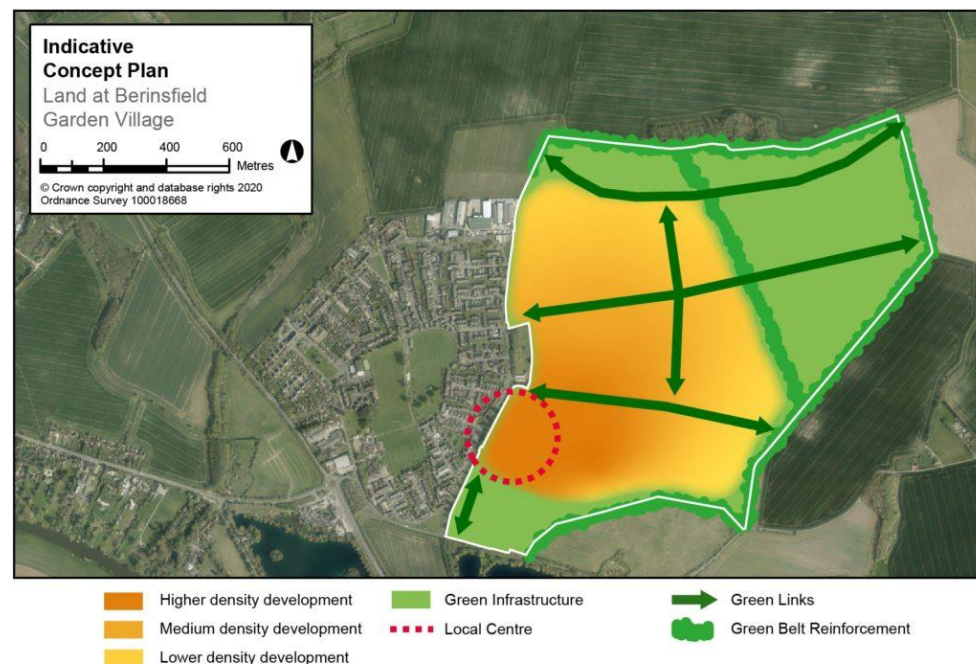 Indicative
Concept Plan
Land at Berinsfield
Garden Village
0 200 400 600
Metres
© Crown copyright and database rights 2020
Ordnance Survey 100018668
Higher density development
Medium density development
Lower density development
Green Infrastructure
Local Centre
Green Links
Green Belt Reinforcement